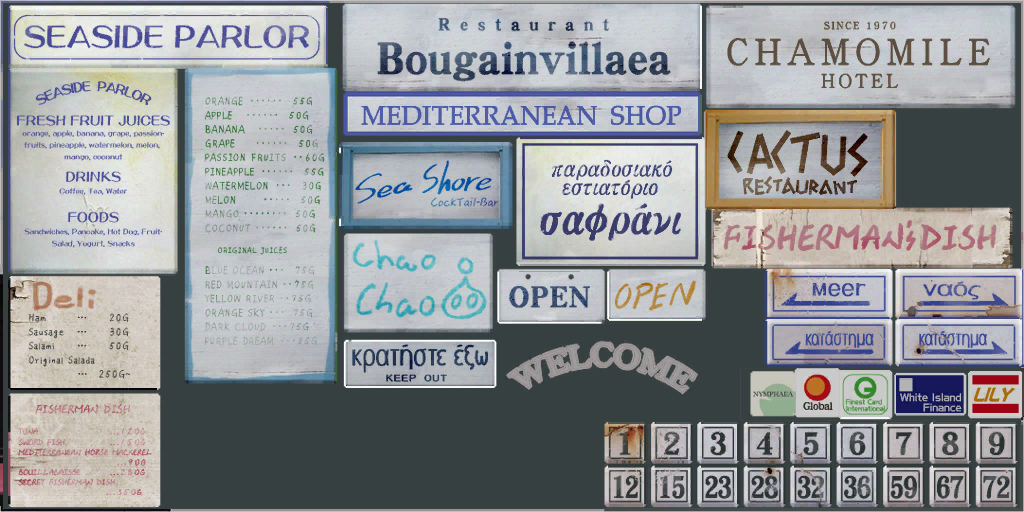 SEASIDE PARLOR
SEASIDE PARLOR
FRESH FRUIT JUICES
orange, apple, banana, grape, passion-
fruits, pineapple, watermelon, melon,
mango, coconut
DRINKS
Coffee, Tea, Water
FOODS
Sandwiches, Pancake, Hot Dog, Fruit-
Salad, Yogurt, Snacks
ORANGE ...... 55G
APPLE ...... 50G
BANANA ...... 50G
GRAPE ...... 50G
PASSION FRUITS ..60G
PINEAPPLE ...... 55G
WATERMELON ... 30G
MELON ...... 50G
MANGO ....... 50G
COCONUT ...... 50G
ORIGINAL JUICES
BLUE OCEAN ... 75G
RED MOUNTAIN ..75G
YELLOW RIVER ...75G
ORANGE SKY ... 75G
DARK CLOUD ...75G
PURPLE DREAM ...
Restaurant
Bougainvillaea
SINCE 1970
CHAMOMILE
HOTEL
MEDITERRANEAN SHOP
Sea Shore
CockTail-Bar
παραδοσιακό
εστιατόριο
σαφράνι
CACTUS
RESTAURANT
FISHERMAN'S DISH
Chao
Chao
OPEN
OPEN
meer
ναός
κατάστημα
κατάστημα
κρατήστε έξω
KEEP OUT
WELCOME
Deli
Ham ... 20G
Sausage ... 30G
Salami ... 50G
Original Salada
... 250G~
FISHERMAN DISH
TUNA ...120G
SWORD FISH ...150G
MEDITERRANEAN HORSE MACKEREL
...90G
BOUILLABAISSE
SECRET FISHERMAN DISH
...350G
NYMPHAEA
Global
Finest Card
International
White Island
Finance
LILY
1 2 3 4 5 6 7 8 9
12 15 23 28 32 36 59 67 72